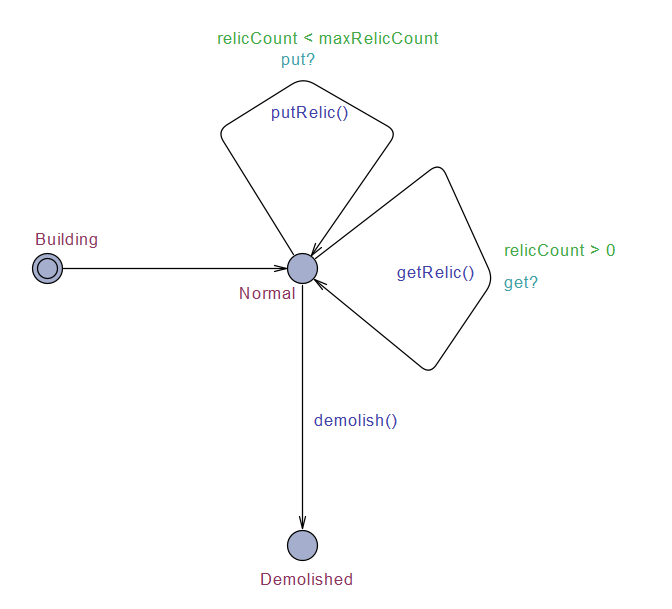 relicCount < maxRelicCount
put?
putRelic()
Building
relicCount > 0
getRelic()
get?
Normal
demolish()
Demolished